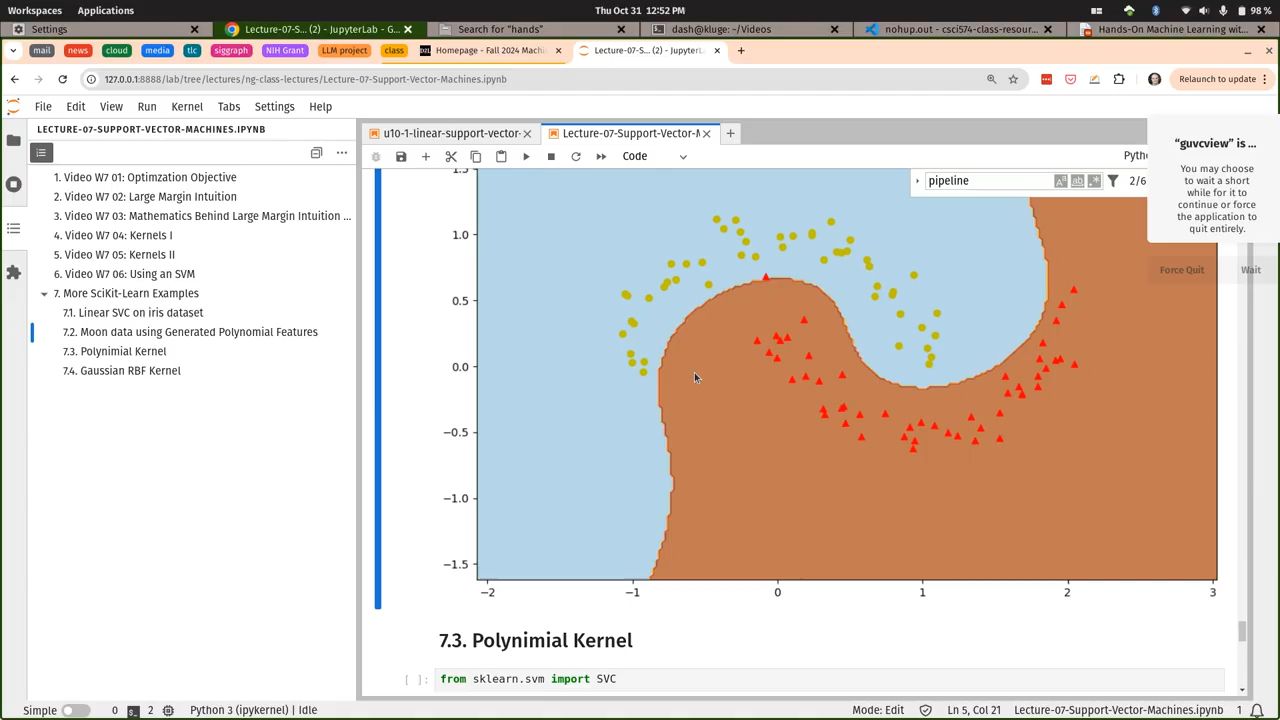 Workspaces Applications Thu Oct 31 12:52 PM 98 %
Settings Lecture-07-S... (2) - JupyterLab - G... Search for “hands” dash@kluge: ~/Videos nohup.out - csci574-class-resour... Hands-On Machine Learning wit...
mail news cloud media tlc siggraph NIH Grant LLM project class Homepage - Fall 2024 Machi Lecture-07-S... (2) - JupyterL
127.0.0.1:8888/lab/tree/lectures/ng-class-lectures/Lecture-07-Support-Vector-Machines.ipynb Relaunch to update
File Edit View Run Kernel Tabs Settings Help
LECTURE-07-SUPPORT-VECTOR-MACHINES.IPYNB
1. Video W7 01: Optimzation Objective
2. Video W7 02: Large Margin Intuition
3. Video W7 03: Mathematics Behind Large Margin Intuition ...
4. Video W7 04: Kernels I
5. Video W7 05: Kernels II
6. Video W7 06: Using an SVM
7. More SciKit-Learn Examples
7.1. Linear SVC on iris dataset
7.2. Moon data using Generated Polynomial Features
7.3. Polynimial Kernel
7.4. Gaussian RBF Kernel
u10-1-linear-support-vector- Lecture-07-Support-Vector-M
Code Pyth
pipeline 2/6
“guvcview” is ...
You may choose
to wait a short
while for it to
continue or force
the application to
quit entirely.
Force Quit Wait
1.5
1.0
0.5
0.0
−0.5
−1.0
−1.5
−2 −1 0 1 2 3
7.3. Polynimial Kernel
[ ]: from sklearn.svm import SVC
Simple 0 2 Python 3 (ipykernel) | Idle Mode: Edit Ln 5, Col 21 Lecture-07-Support-Vector-Machines.ipynb 1